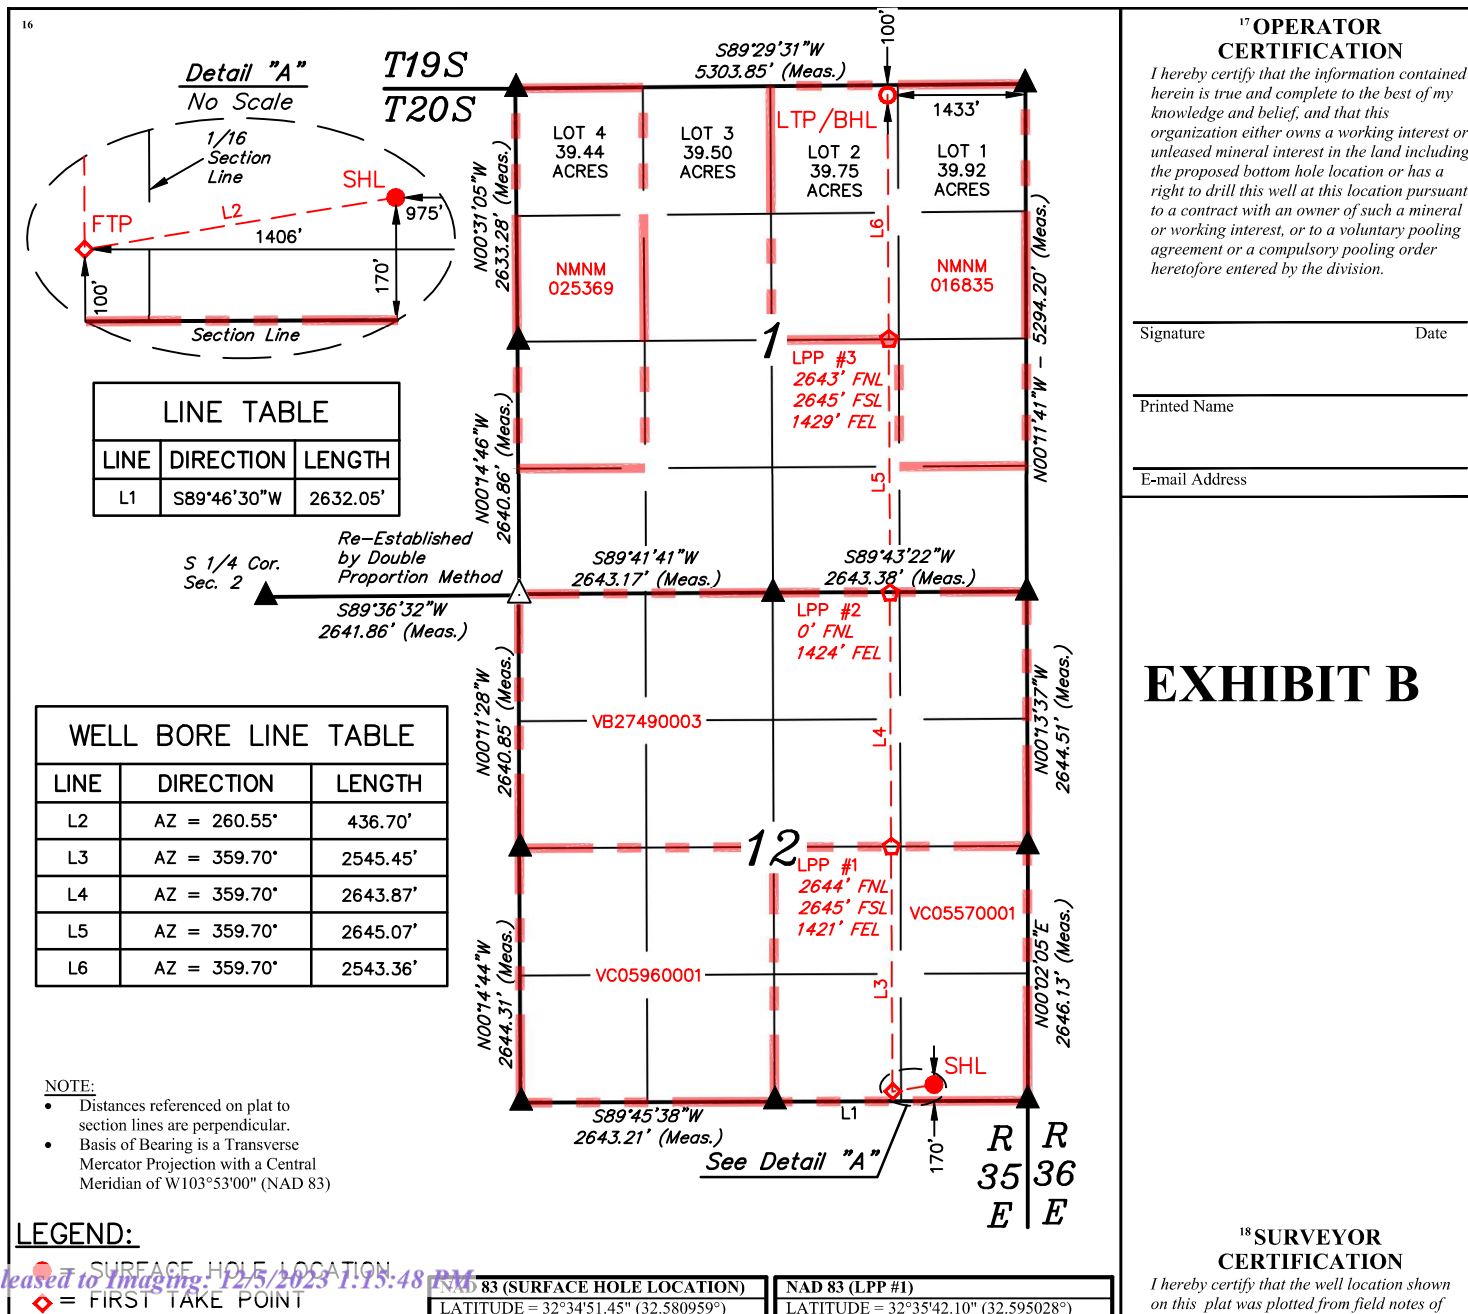 16
Detail "A"
No Scale
1/16
Section
Line
SHL
L2
975'
FTP
1406'
100'
170'
Section Line
T19S
T20S
S89°29'31"W
5303.85' (Meas.)
100'
1433'
LTP/BHL
LOT 4
39.44
ACRES
LOT 3
39.50
ACRES
LOT 2
39.75
ACRES
LOT 1
39.92
ACRES
N00°31'05"W
2633.28' (Meas.)
L6
NMNM
025369
NMNM
016835
N00°11'41"W - 5294.20' (Meas.)
1
LPP #3
2643' FNL
2645' FSL
1429' FEL
LINE TABLE
LINE DIRECTION LENGTH
L1 S89°46'30"W 2632.05'
N00°14'46"W
2640.86' (Meas.)
L5
S 1/4 Cor.
Sec. 2
Re-Established
by Double
Proportion Method
S89°36'32"W
2641.86' (Meas.)
S89°41'41"W
2643.17' (Meas.)
S89°43'22"W
2643.38' (Meas.)
LPP #2
0' FNL
1424' FEL
N00°11'28"W
2640.85' (Meas.)
VB27490003
L4
N00°13'37"W
2644.51' (Meas.)
WELL BORE LINE TABLE
LINE DIRECTION LENGTH
L2 AZ = 260.55° 436.70'
L3 AZ = 359.70° 2545.45'
L4 AZ = 359.70° 2643.87'
L5 AZ = 359.70° 2645.07'
L6 AZ = 359.70° 2543.36'
12
LPP #1
2644' FNL
2645' FSL
1421' FEL
VC05570001
N00°14'44"W
2644.31' (Meas.)
VC05960001
L3
N00°02'05"E
2646.13' (Meas.)
SHL
S89°45'38"W
2643.21' (Meas.)
L1
170'
See Detail "A"
R R
35 36
E E
NOTE:
• Distances referenced on plat to
section lines are perpendicular.
• Basis of Bearing is a Transverse
Mercator Projection with a Central
Meridian of W103°53'00" (NAD 83)
LEGEND:
= SURFACE HOLE LOCATION
leased to Imaging: 12/5/2023 1:15:48 PM
= FIRST TAKE POINT
NAD 83 (SURFACE HOLE LOCATION)
LATITUDE = 32°34'51.45" (32.580959°)
NAD 83 (LPP #1)
LATITUDE = 32°35'42.10" (32.595028°)
17 OPERATOR
CERTIFICATION
I hereby certify that the information contained
herein is true and complete to the best of my
knowledge and belief, and that this
organization either owns a working interest or
unleased mineral interest in the land including
the proposed bottom hole location or has a
right to drill this well at this location pursuant
to a contract with an owner of such a mineral
or working interest, or to a voluntary pooling
agreement or a compulsory pooling order
heretofore entered by the division.
Signature Date
Printed Name
E-mail Address
EXHIBIT B
18 SURVEYOR
CERTIFICATION
I hereby certify that the well location shown
on this plat was plotted from field notes of